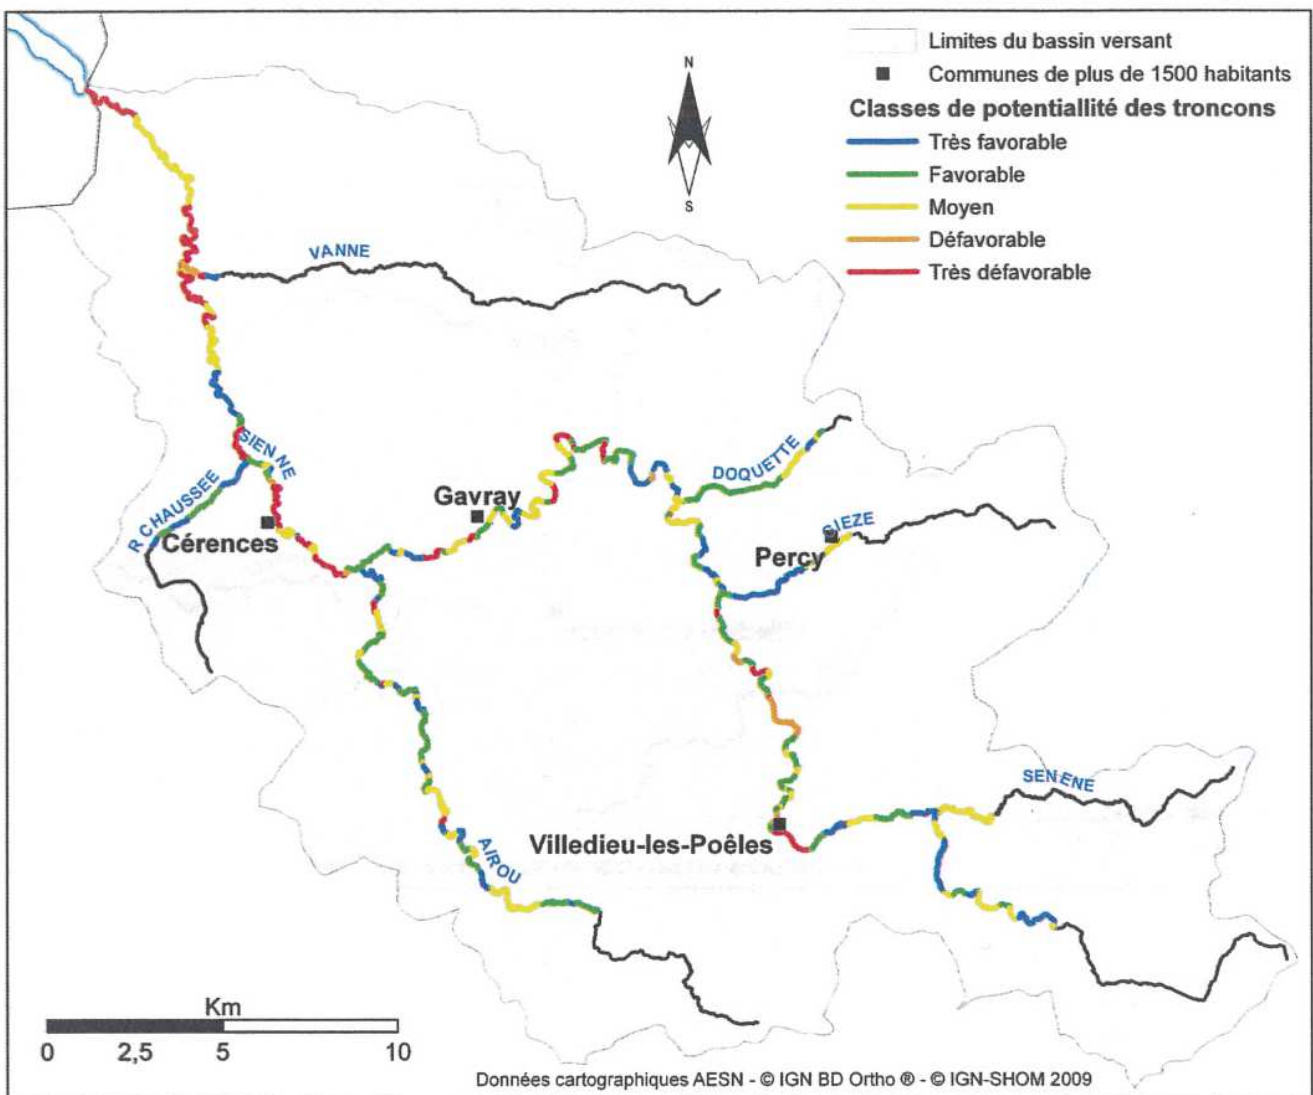 Limites du bassin versant
Communes de plus de 1500 habitants
Classes de potentiallité des troncons
Très favorable
Favorable
Moyen
Défavorable
Très défavorable
N
S
VANNE
SIENNE
DOQUETTE
R CHAUSSEE
Gavray
SIEZE
Cérences
Percy
SENENE
Villedieu-les-Poêles
AIROU
Km
0 2,5 5 10
Données cartographiques AESN - © IGN BD Ortho ® - © IGN-SHOM 2009